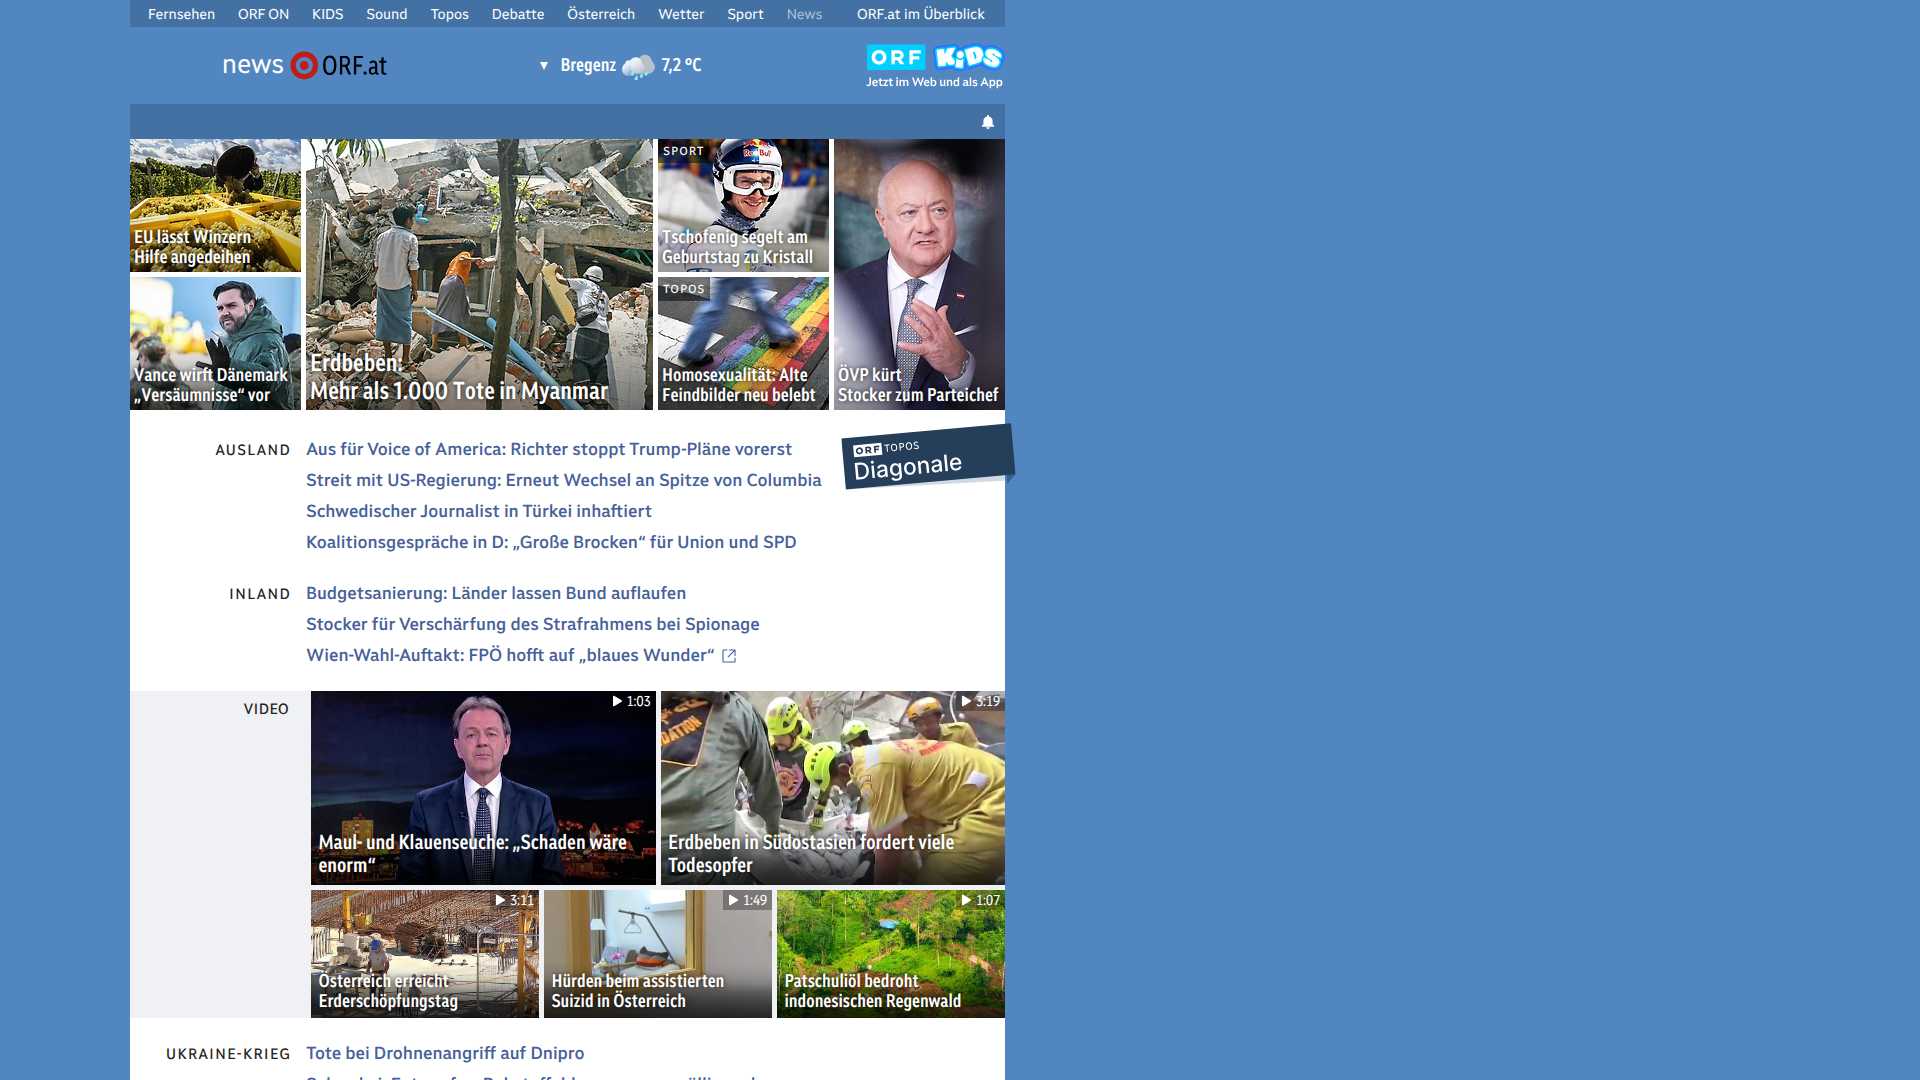 Fernsehen ORF ON KIDS Sound Topos Debatte Österreich Wetter Sport News ORF.at im Überblick
news ORF.at
Bregenz 7,2 °C
ORF KiDS
Jetzt im Web und als App
EU lässt Winzern
Hilfe angedeihen
Vance wirft Dänemark
„Versäumnisse“ vor
Erdbeben:
Mehr als 1.000 Tote in Myanmar
SPORT
Red Bull
Tschofenig segelt am
Geburtstag zu Kristall
TOPOS
Homosexualität: Alte
Feindbilder neu belebt
ÖVP kürt
Stocker zum Parteichef
AUSLAND
Aus für Voice of America: Richter stoppt Trump-Pläne vorerst
Streit mit US-Regierung: Erneut Wechsel an Spitze von Columbia
Schwedischer Journalist in Türkei inhaftiert
Koalitionsgespräche in D: „Große Brocken“ für Union und SPD
ORF TOPOS
Diagonale
INLAND
Budgetsanierung: Länder lassen Bund auflaufen
Stocker für Verschärfung des Strafrahmens bei Spionage
Wien-Wahl-Auftakt: FPÖ hofft auf „blaues Wunder“
VIDEO
1:03
Maul- und Klauenseuche: „Schaden wäre
enorm“
3:19
Erdbeben in Südostasien fordert viele
Todesopfer
3:11
Österreich erreicht
Erderschöpfungstag
1:49
Hürden beim assistierten
Suizid in Österreich
1:07
Patschuliöl bedroht
indonesischen Regenwald
UKRAINE-KRIEG
Tote bei Drohnenangriff auf Dnipro